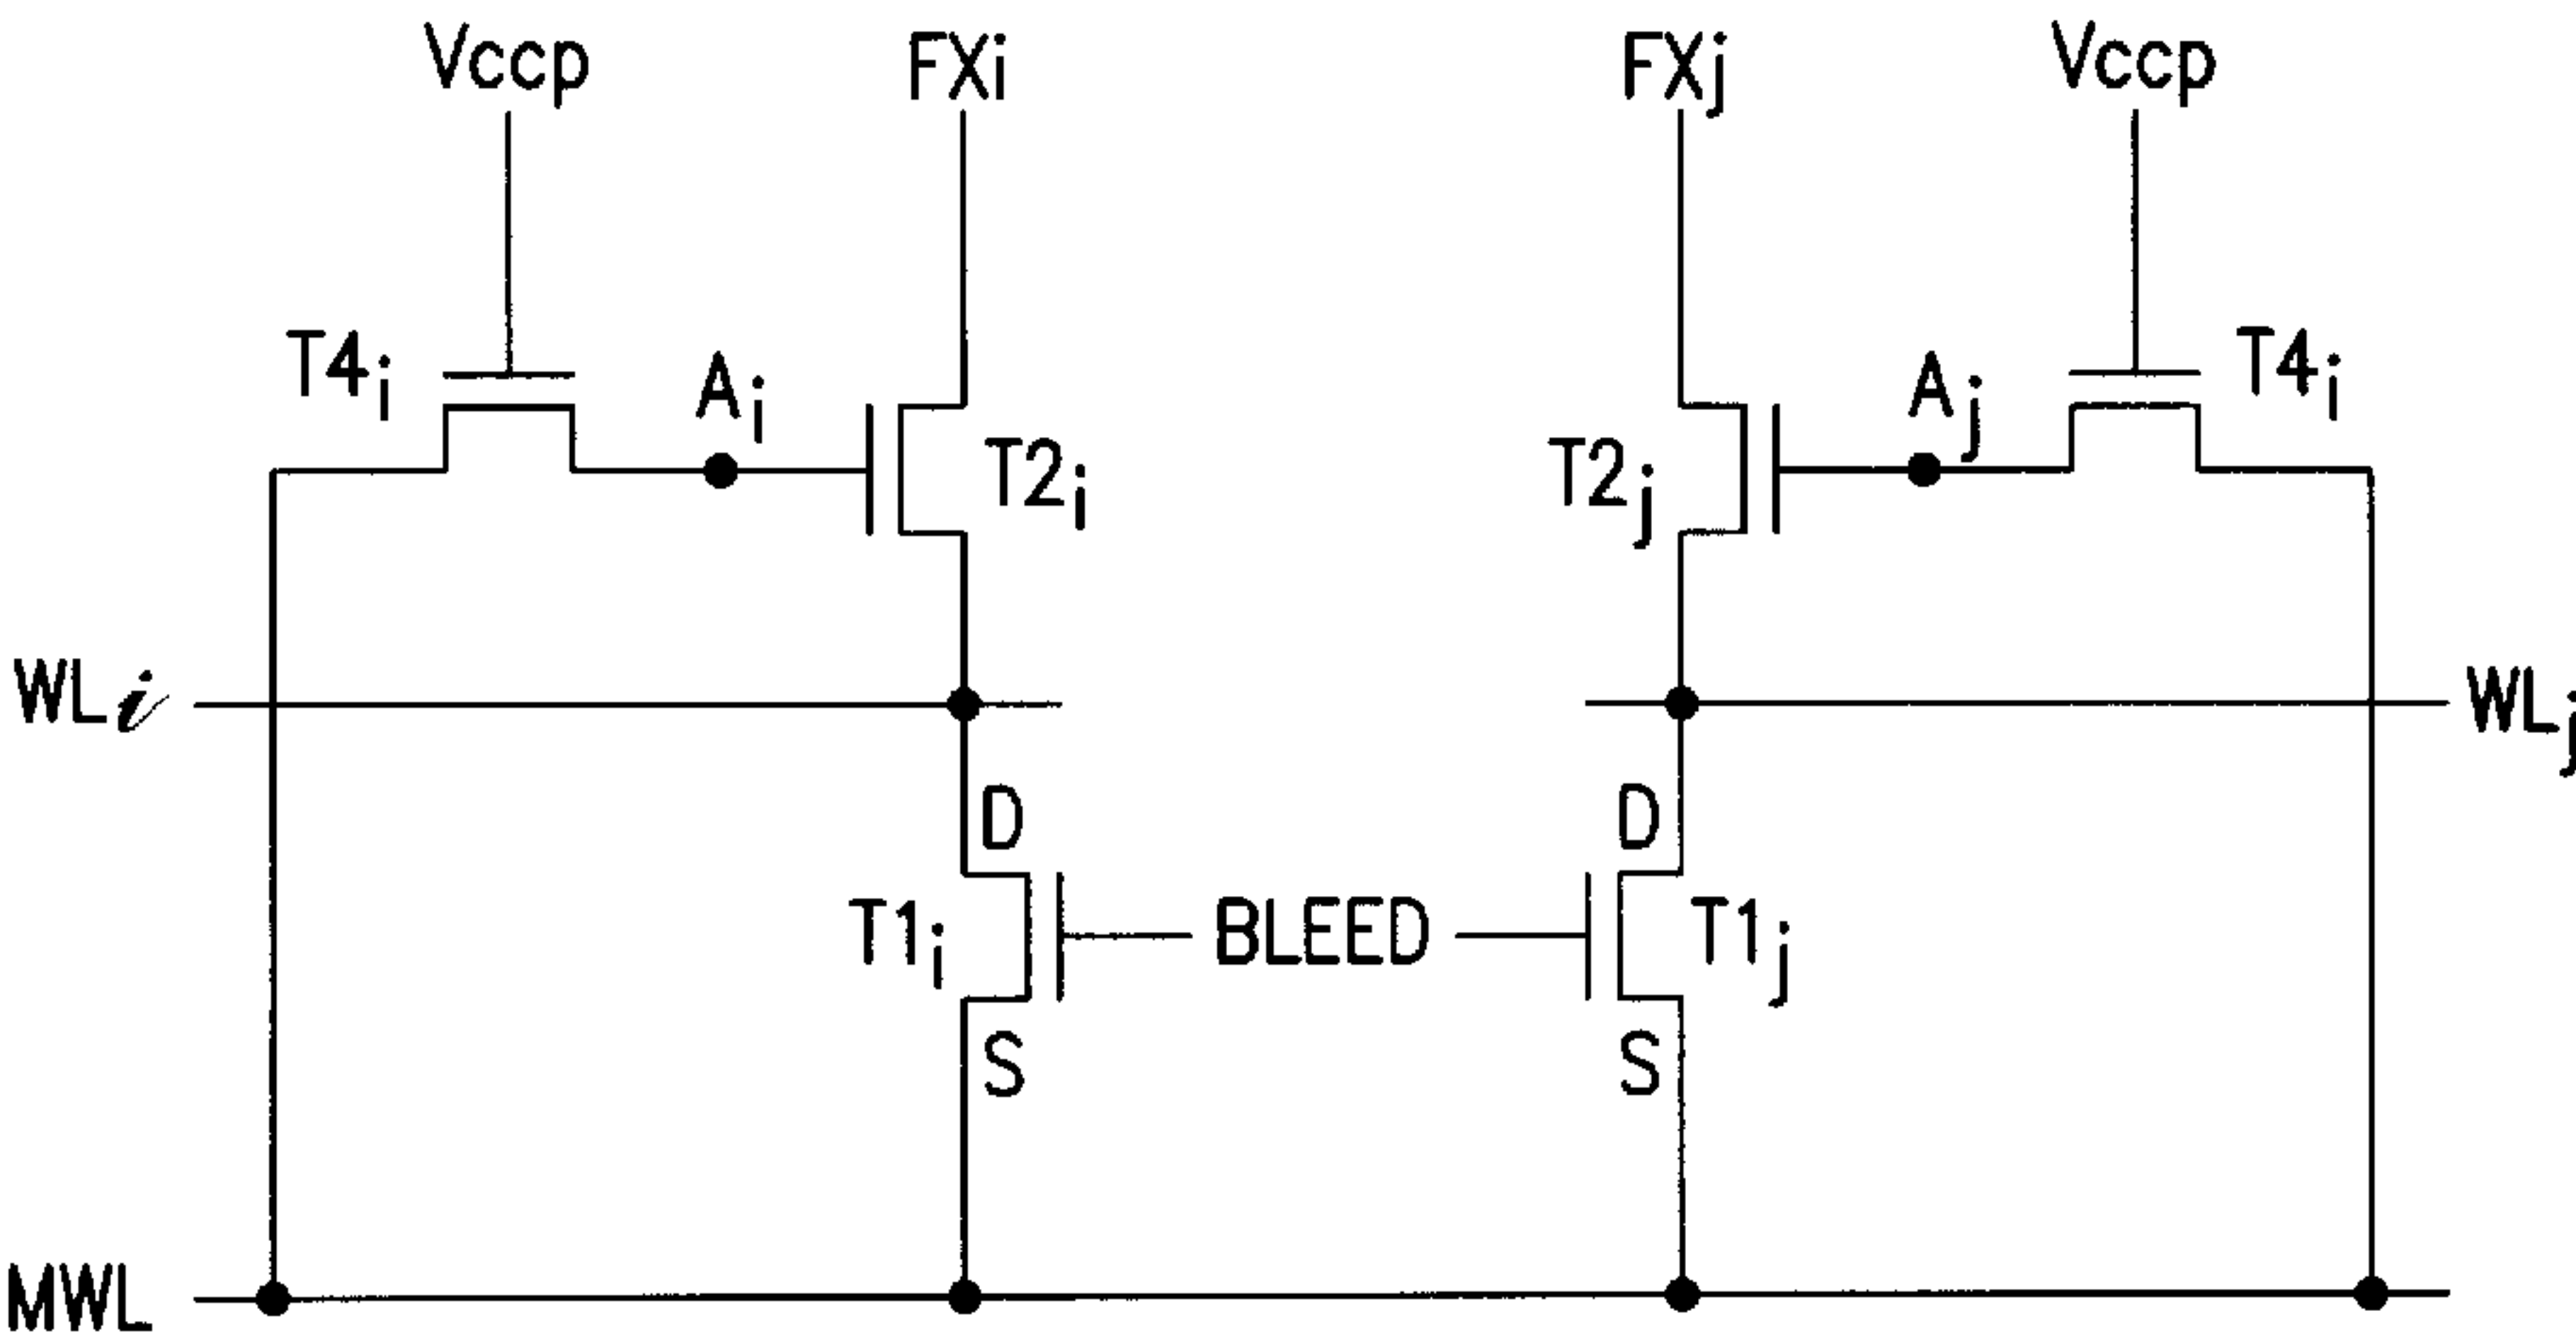 Vccp FXi FXj Vccp
T4i Ai T2i T2j Aj T4i
WLi WLj
D D
T1i BLEED T1j
S S
MWL